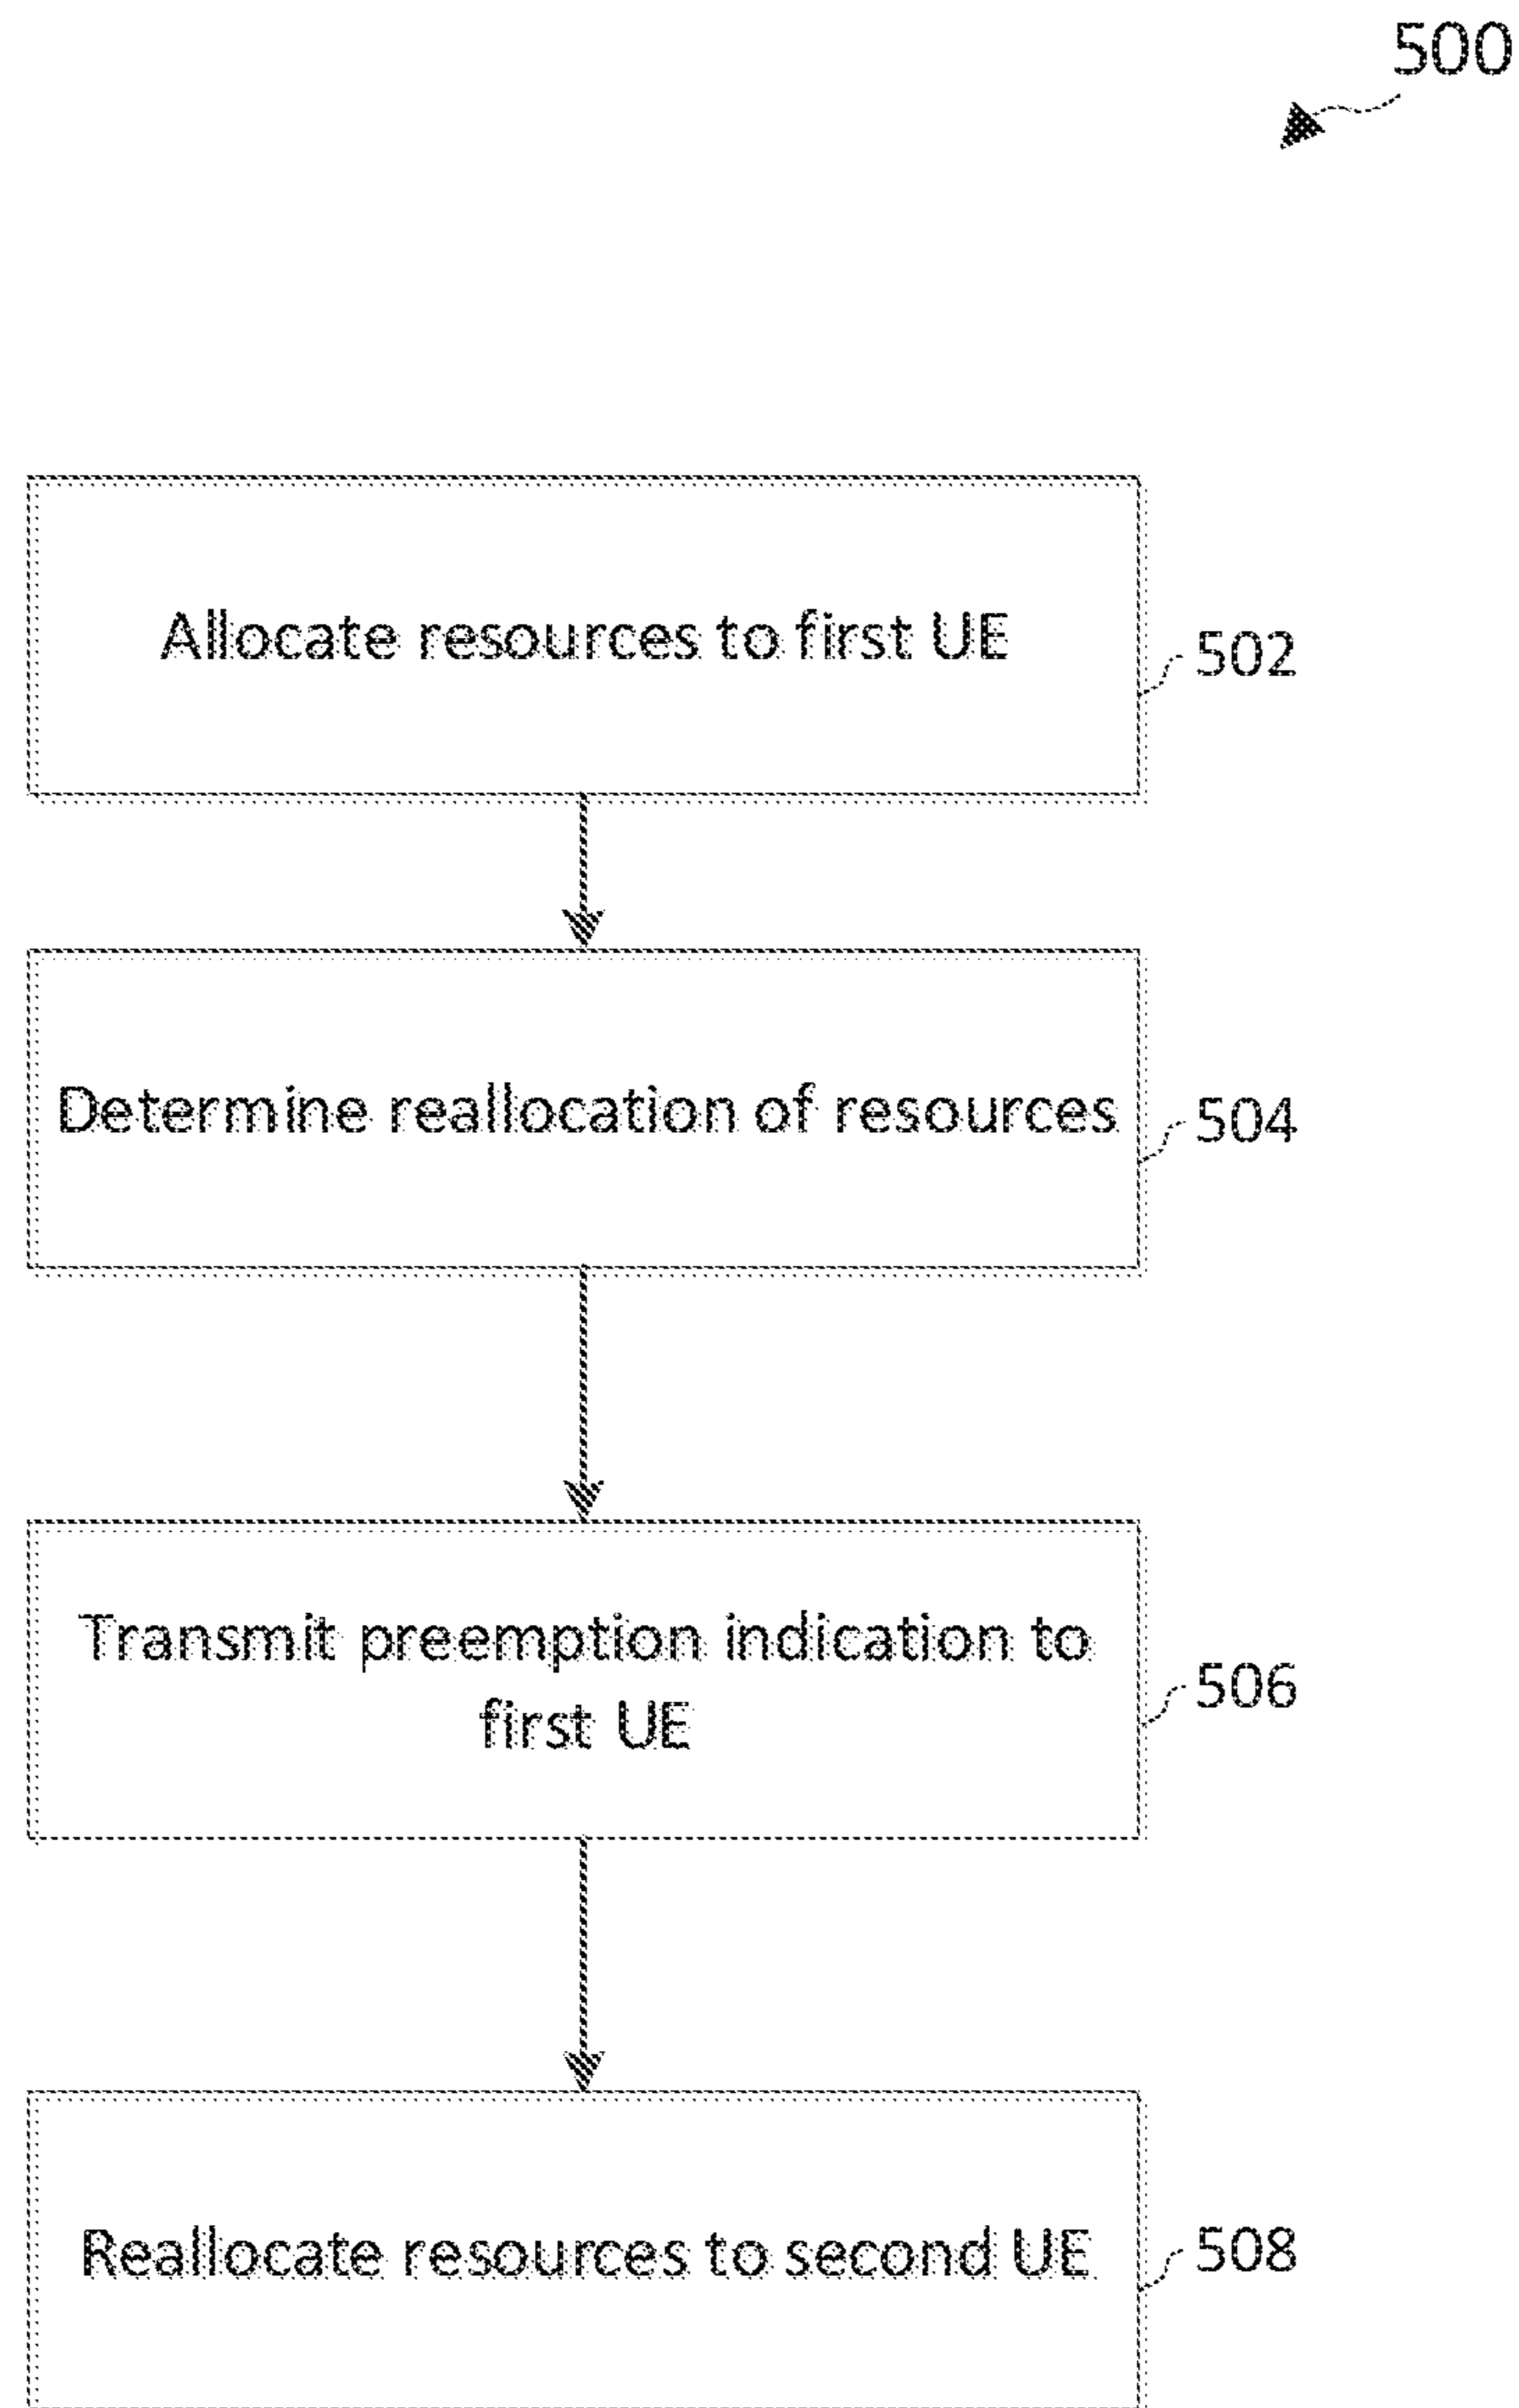 500
Allocate resources to first UE
502
Determine reallocation of resources
504
Transmit preemption indication to
first UE
506
Reallocate resources to second UE
508